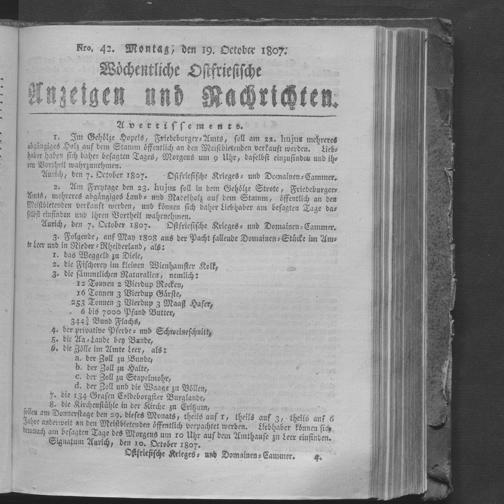 Nro. 42. Montag, den 19. October 1807.
Wöchentliche Ostfriesische
Anzeigen und Nachrichten.
Avertissements.
1. Im Gehölze Hopels, Friedeburger-Amts, soll am 22. hujus mehreres
abgängiges Holz auf dem Stamm öffentlich an den Meistbietenden verkauft werden. Lieb-
haber haben sich daher besagten Tages, Morgens um 9 Uhr, daselbst einzufinden und ih-
ren Vortheil wahrzunehmen.
Aurich, den 7. October 1807. Ostfriesische Krieges- und Domainen-Cammer.
2. Am Freytage den 23. hujus soll in dem Gehölze Strote, Friedeburger-
Amts, mehreres abgängiges Land- und Nadelholz auf dem Stamm, öffentlich an den
Meistbietenden verkauft werden, und können sich daher Liebhaber am besagten Tage da-
selbst einfinden und ihren Vortheil wahrnehmen.
Aurich, den 7. October 1807. Ostfriesische Krieges- und Domainen-Cammer.
3. Folgende, auf May 1808 aus der Pacht fallende Domainen-Stücke im Am-
te Leer und in Nieder-Rheiderland, als:
1. das Weggeld zu Diele,
2. die Fischerey im kleinen Wienhamster Kolk,
3. die sämmtlichen Naturalien, nemlich:
12 Tonnen 2 Vierdup Rocken,
16 Tonnen 3 Vierdup Gärste,
253 Tonnen 3 Vierdup 3 Maaß Hafer,
6 bis 7000 Pfand Butter,
344½ Bund Flachs,
4. der privative Pferde- und Schweineschnitt,
5. die An-Lande bey Bunde,
6. die Zölle im Amte Leer, als:
a. der Zoll zu Bunde,
b. der Zoll zu Halte,
c. der Zoll zu Stapelmohr,
d. der Zoll und die Waage zu Völlen,
7. die 134 Grasen Coldeborgster Burglande,
8. die Kirchenstühle in der Kirche zu Critzum,
sollen am Donnerstage den 29. dieses Monats, theils auf 1, theils auf 3, theils auf 6
Jahre anderweit an den Meistbietenden öffentlich verpachtet werden. Liebhaber können sich
demnach am besagten Tage des Morgens um 10 Uhr auf dem Amthause zu Leer einfinden.
Signatum Aurich, den 10. October 1807.
Ostfriesische Krieges- und Domainen-Cammer. 4.